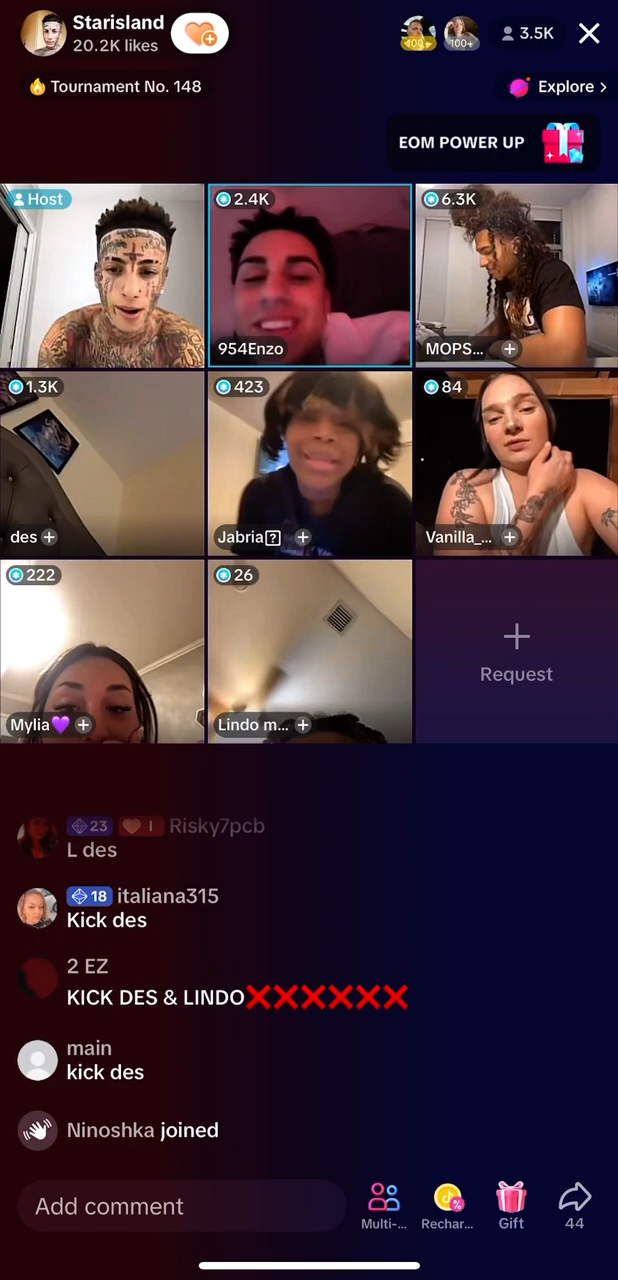 Starisland
20.2K likes
400+
100+
3.5K
Tournament No. 148
Explore >
EOM POWER UP
Host
2.4K
6.3K
954Enzo
MOPS...
1.3K
423
84
des
Jabria
Vanilla_...
222
26
Mylia💜
Lindo m...
Request
23 I Risky7pcb
L des
18 italiana315
Kick des
2 EZ
KICK DES & LINDO❌❌❌❌❌❌
main
kick des
Ninoshka joined
Add comment
Multi-...
Rechar...
Gift
44